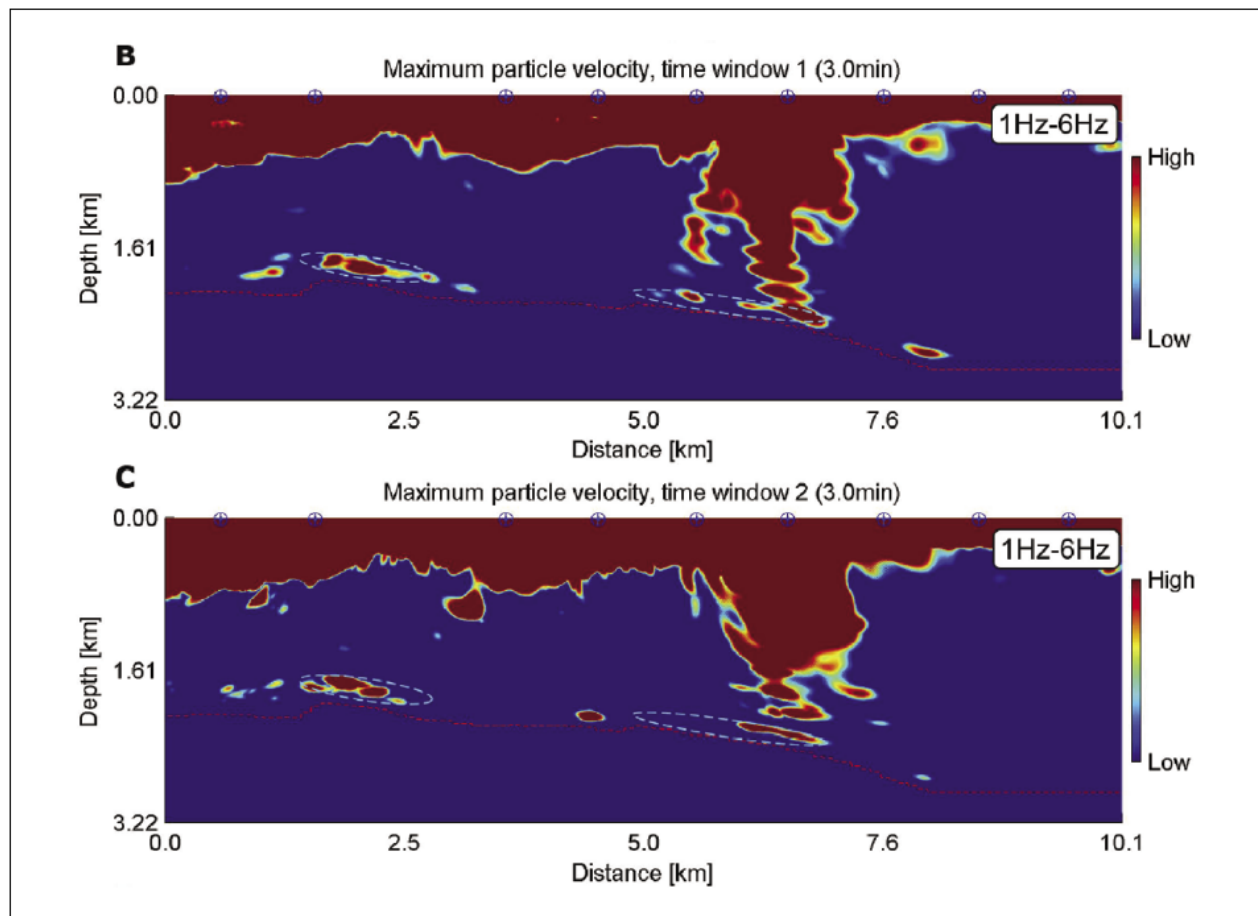 B
Maximum particle velocity, time window 1 (3.0min)
0.00
1Hz-6Hz
High
Depth [km]
1.61
Low
3.22
0.0 2.5 5.0 7.6 10.1
Distance [km]
C
Maximum particle velocity, time window 2 (3.0min)
0.00
1Hz-6Hz
High
Depth [km]
1.61
Low
3.22
0.0 2.5 5.0 7.6 10.1
Distance [km]